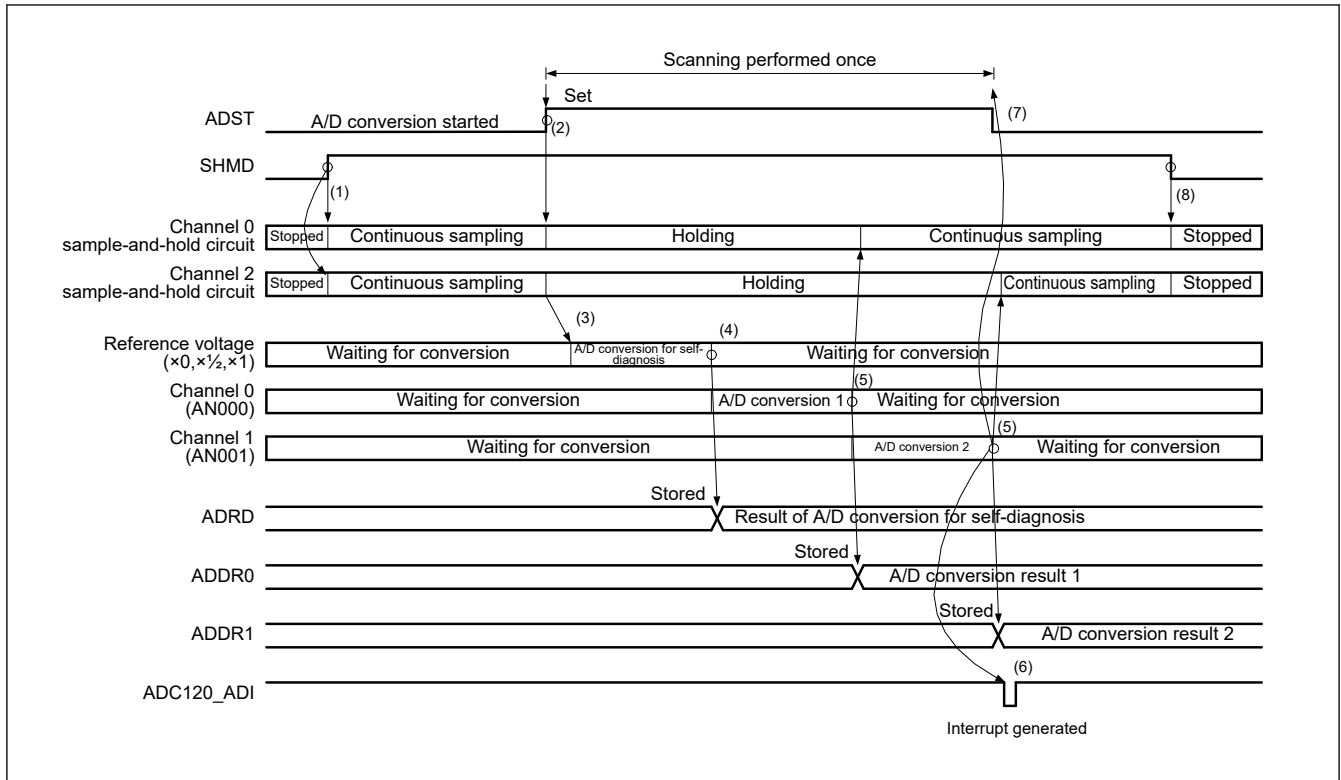 Scanning performed once
Set
ADST
A/D conversion started
(2)
(7)
SHMD
(1)
(8)
Channel 0
sample-and-hold circuit
Stopped
Continuous sampling
Holding
Continuous sampling
Stopped
Channel 2
sample-and-hold circuit
Stopped
Continuous sampling
Holding
Continuous sampling
Stopped
(3)
(4)
Reference voltage
(×0,×½,×1)
Waiting for conversion
A/D conversion for self-
diagnosis
Waiting for conversion
Channel 0
(AN000)
Waiting for conversion
A/D conversion 1
(5)
Waiting for conversion
Channel 1
(AN001)
Waiting for conversion
A/D conversion 2
(5)
Waiting for conversion
Stored
ADRD
Result of A/D conversion for self-diagnosis
Stored
ADDR0
A/D conversion result 1
Stored
ADDR1
A/D conversion result 2
ADC120_ADI
(6)
Interrupt generated